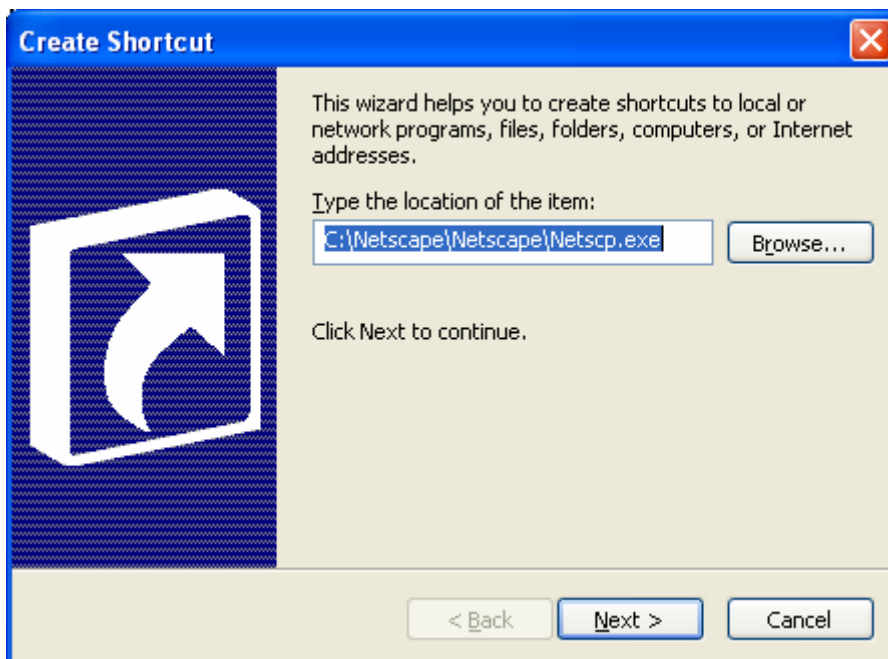 Create Shortcut
This wizard helps you to create shortcuts to local or
network programs, files, folders, computers, or Internet
addresses.
Type the location of the item:
C:\Netscape\Netscape\Netscp.exe
Browse...
Click Next to continue.
< Back
Next >
Cancel